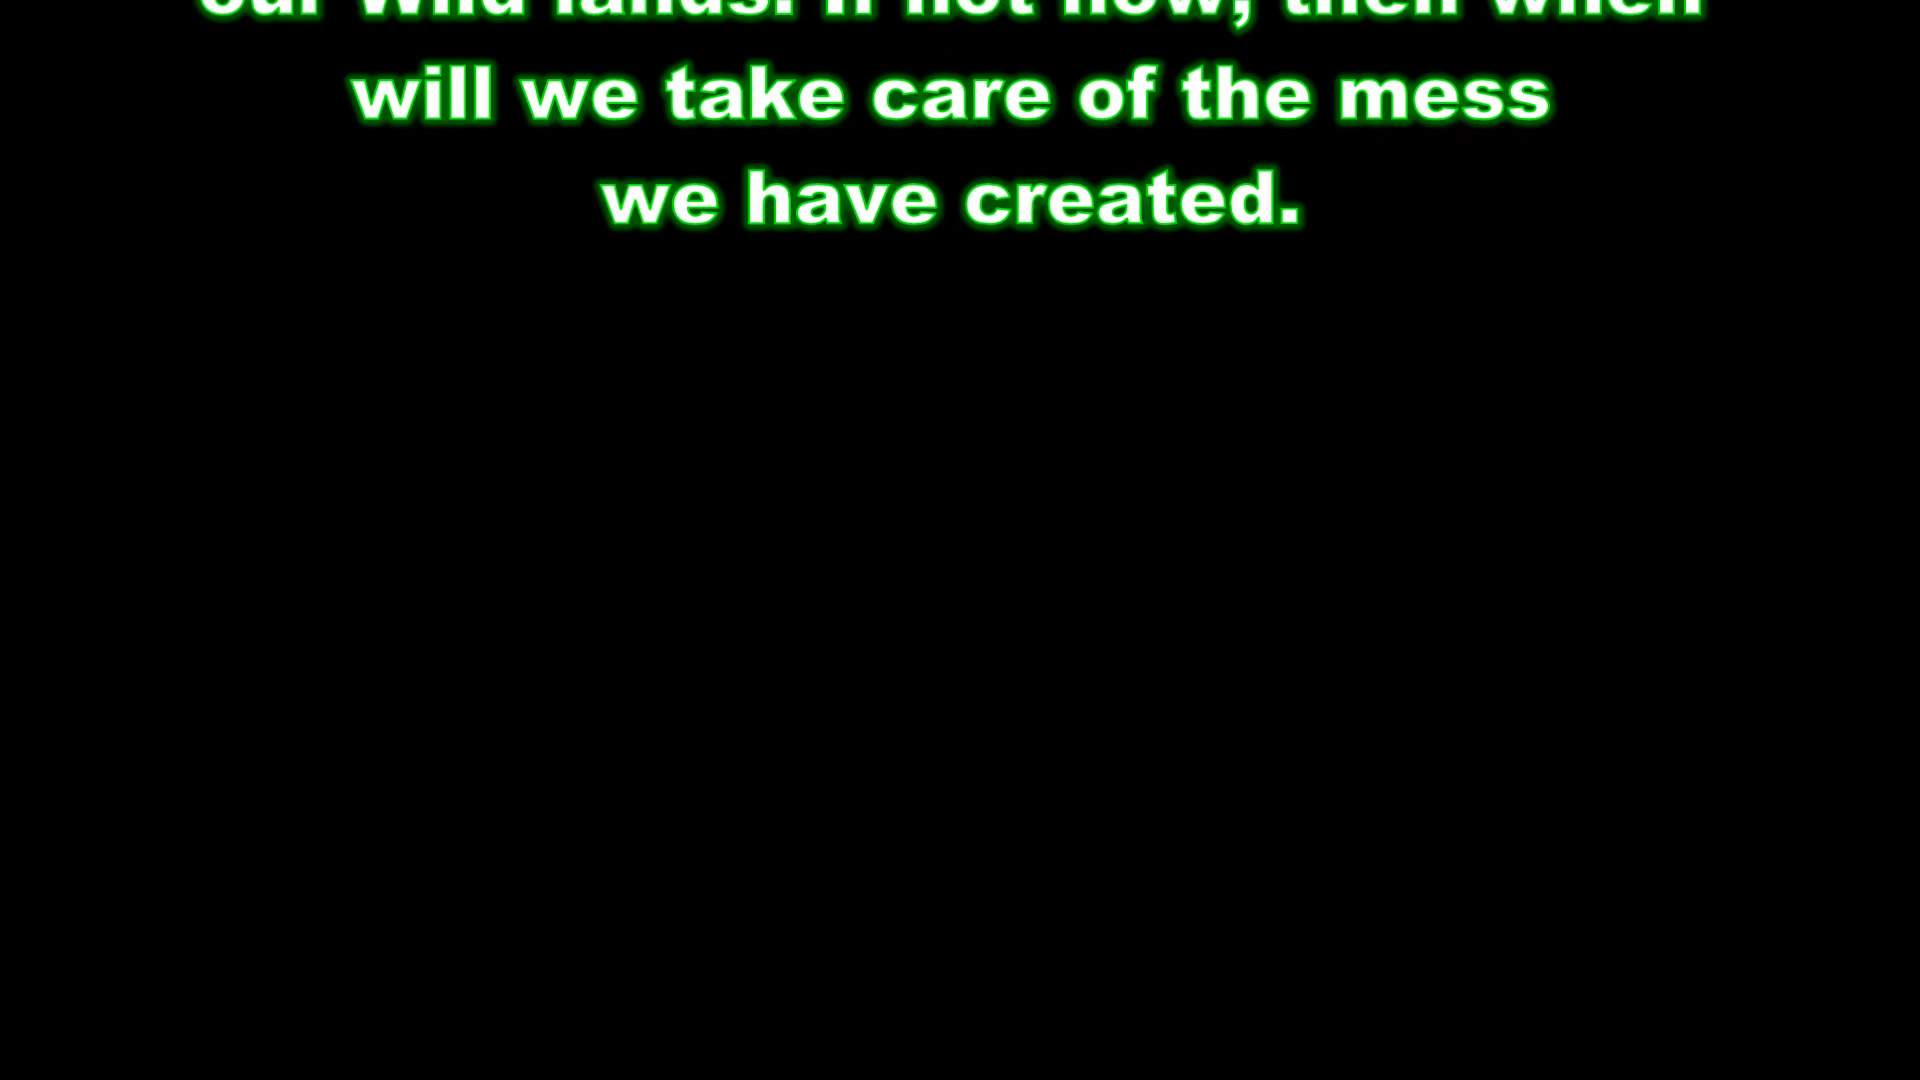 our wild lands. If not now, then when
will we take care of the mess
we have created.